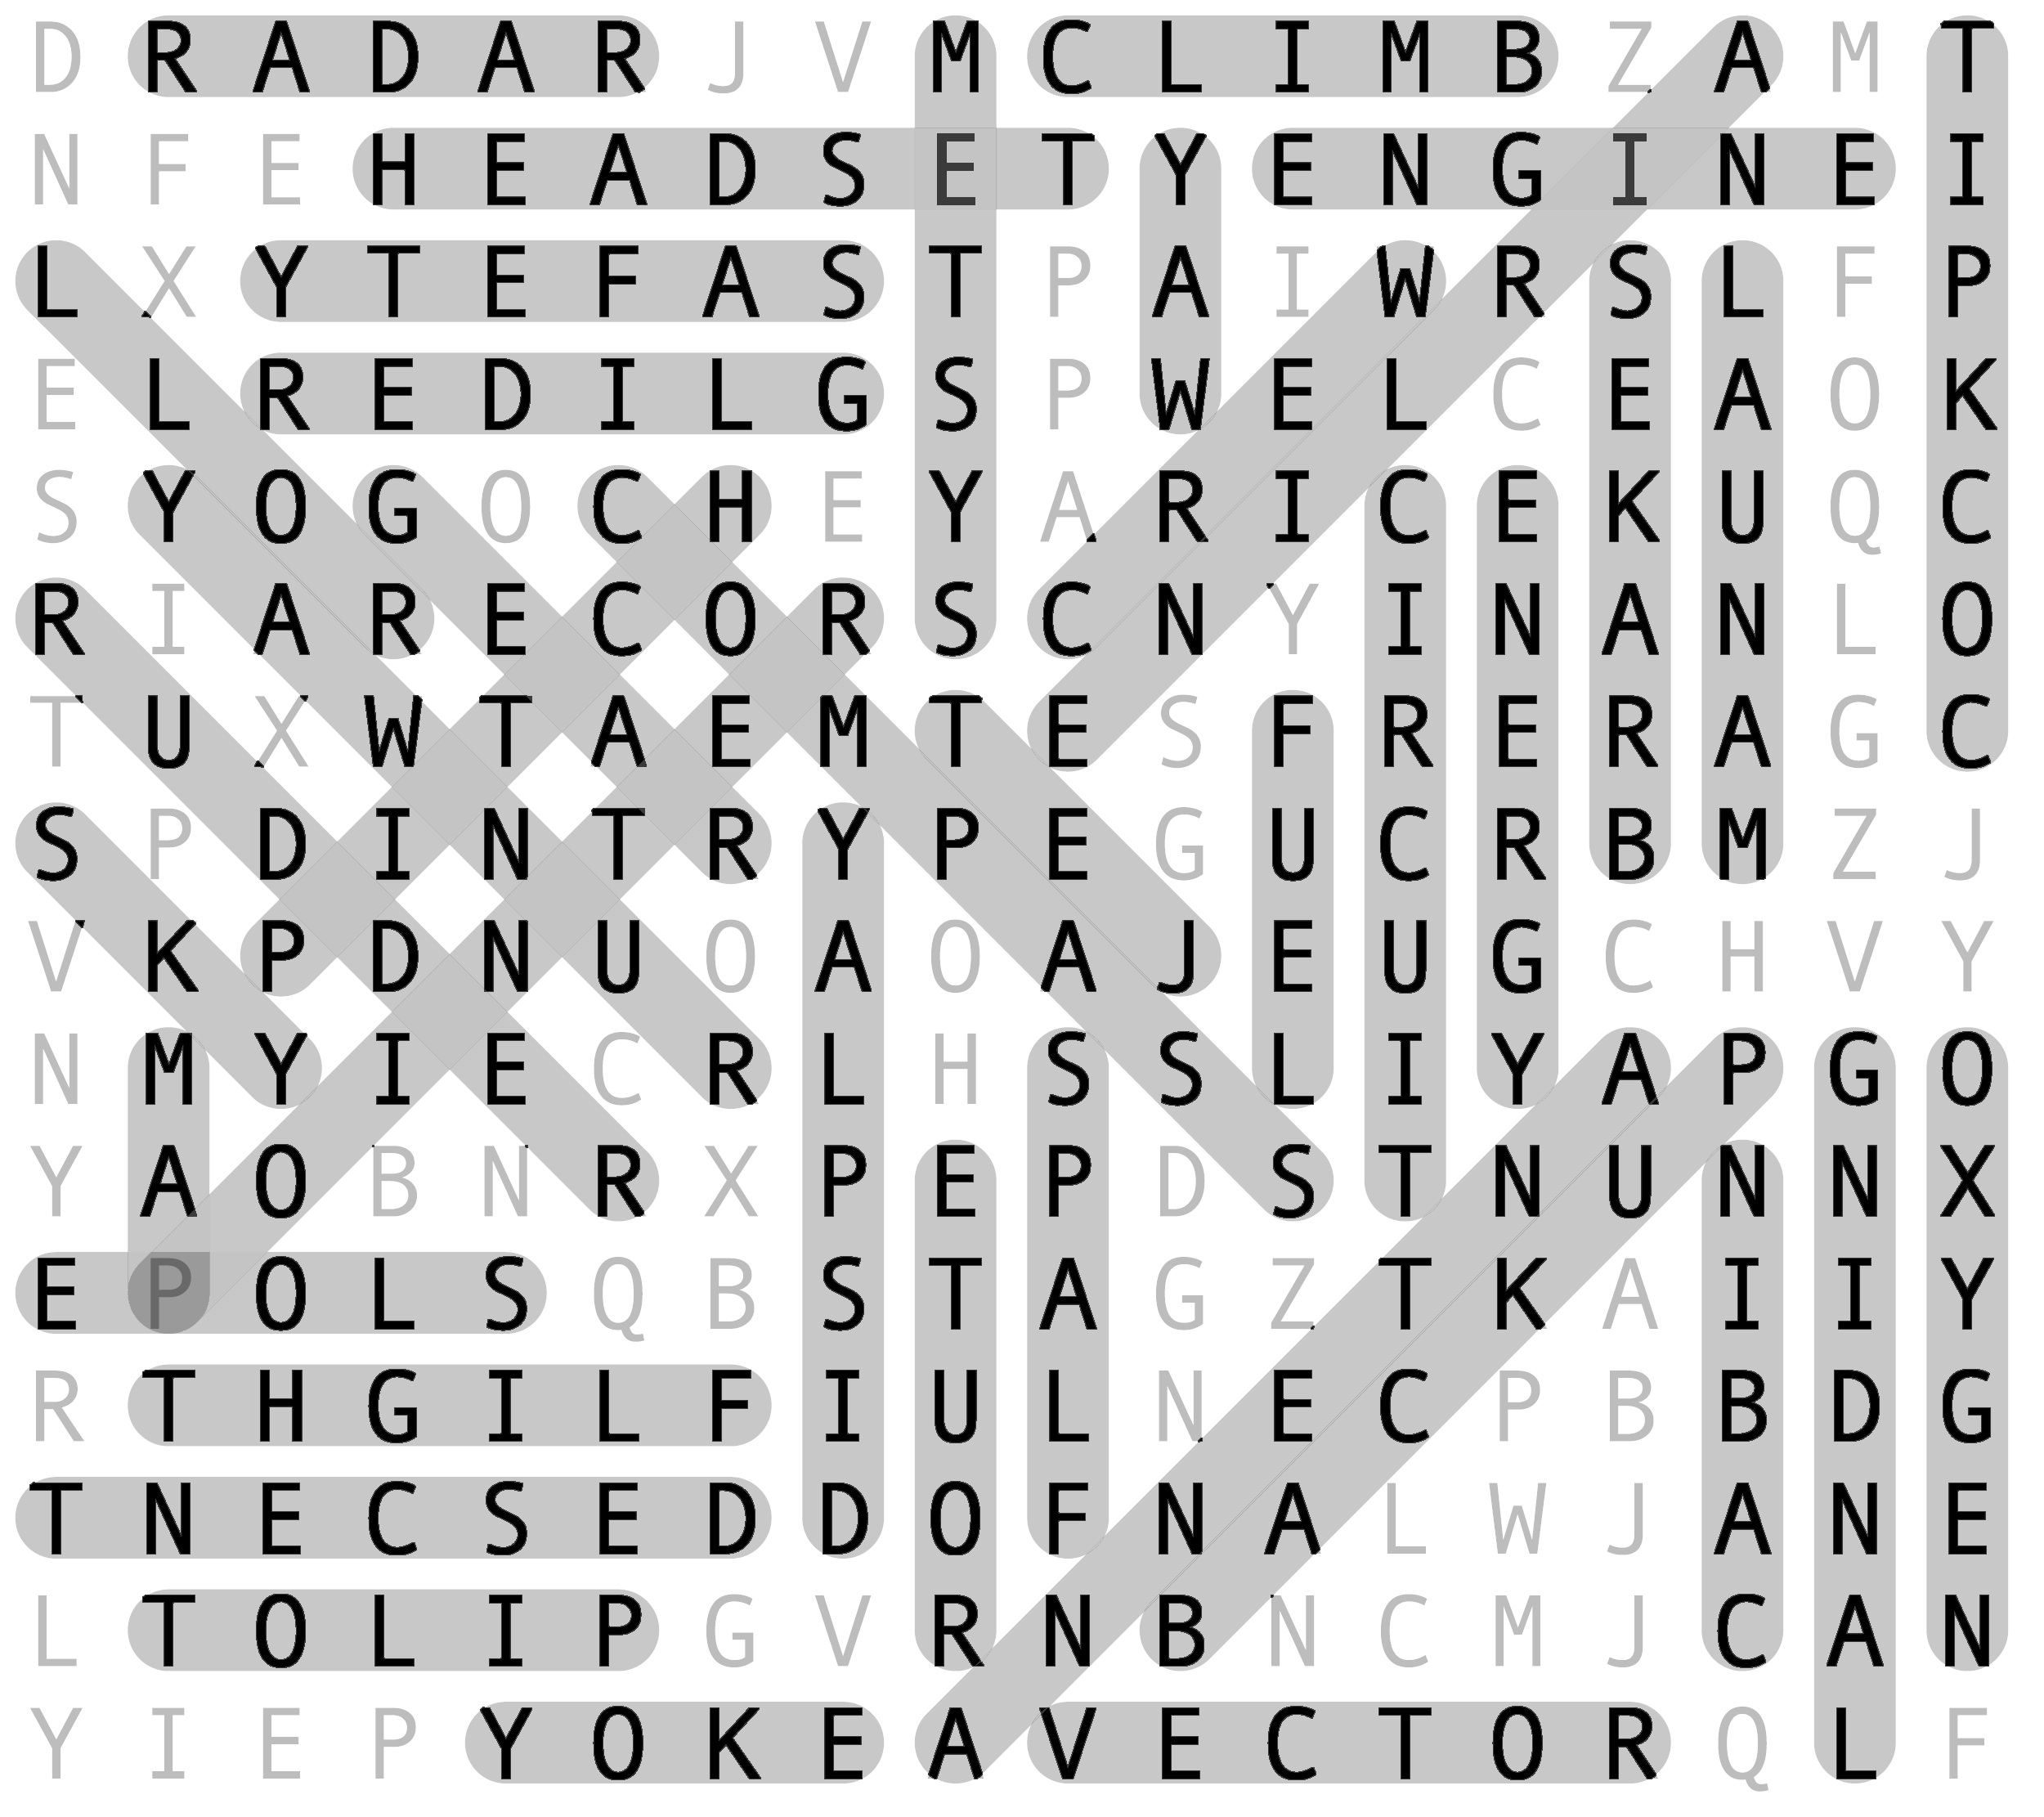 D R A D A R J V M C L I M B Z A M T
N F E H E A D S E T Y E N G I N E I
L X Y T E F A S T P A I W R S L F P
E L R E D I L G S P W E L C E A O K
S Y O G O C H E Y A R I C E K U Q C
R I A R E C O R S C N Y I N A N L O
T U X W T A E M T E S F R E R A G C
S P D I N T R Y P E G U C R B M Z J
V K P D N U O A O A J E U G C H V Y
N M Y I E C R L H S S L I Y A P G O
Y A O B N R X P E P D S T N U N N X
E P O L S Q B S T A G Z T K A I I Y
R T H G I L F I U L N E C P B B D G
T N E C S E D D O F N A L W J A N E
L T O L I P G V R N B N C M J C A N
Y I E P Y O K E A V E C T O R Q L F